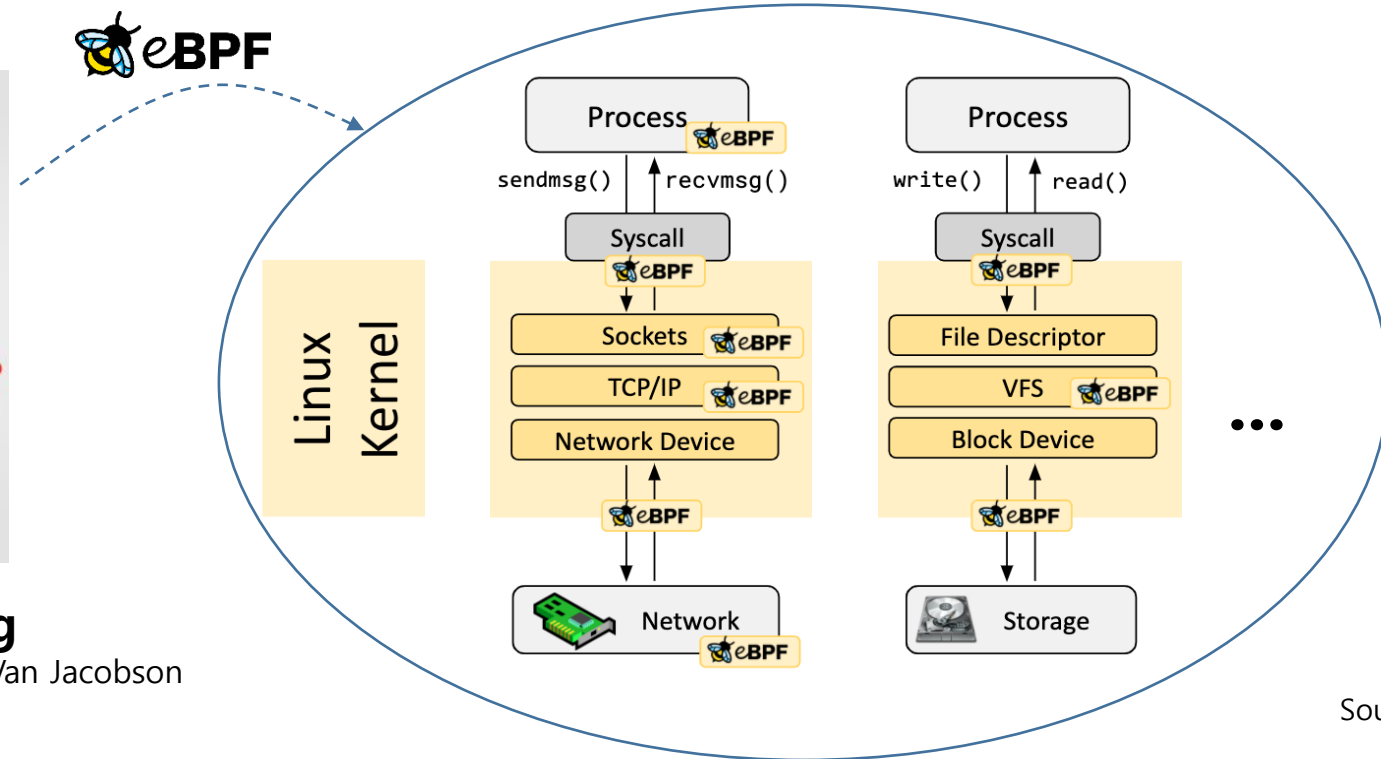 eBPF
Process
eBPF
sendmsg()
recvmsg()
Syscall
eBPF
Sockets
eBPF
TCP/IP
eBPF
Network Device
eBPF
Network
eBPF
Process
write()
read()
Syscall
eBPF
File Descriptor
VFS
eBPF
Block Device
eBPF
Storage
Linux
Kernel
...
g
Van Jacobson
Sou